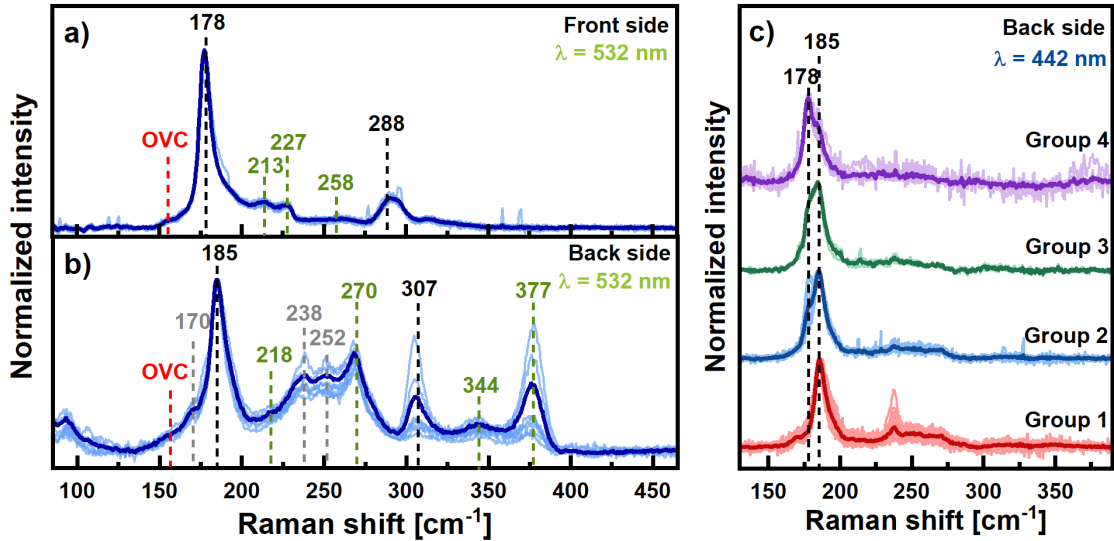 a)
178
Front side
λ = 532 nm
OVC
213
227
258
288
b)
185
Back side
λ = 532 nm
170
OVC
218
238
252
270
307
344
377
100 150 200 250 300 350 400 450
Raman shift [cm⁻¹]
Normalized intensity
c)
185
178
Back side
λ = 442 nm
Group 4
Group 3
Group 2
Group 1
150 200 250 300 350
Raman shift [cm⁻¹]
Normalized intensity